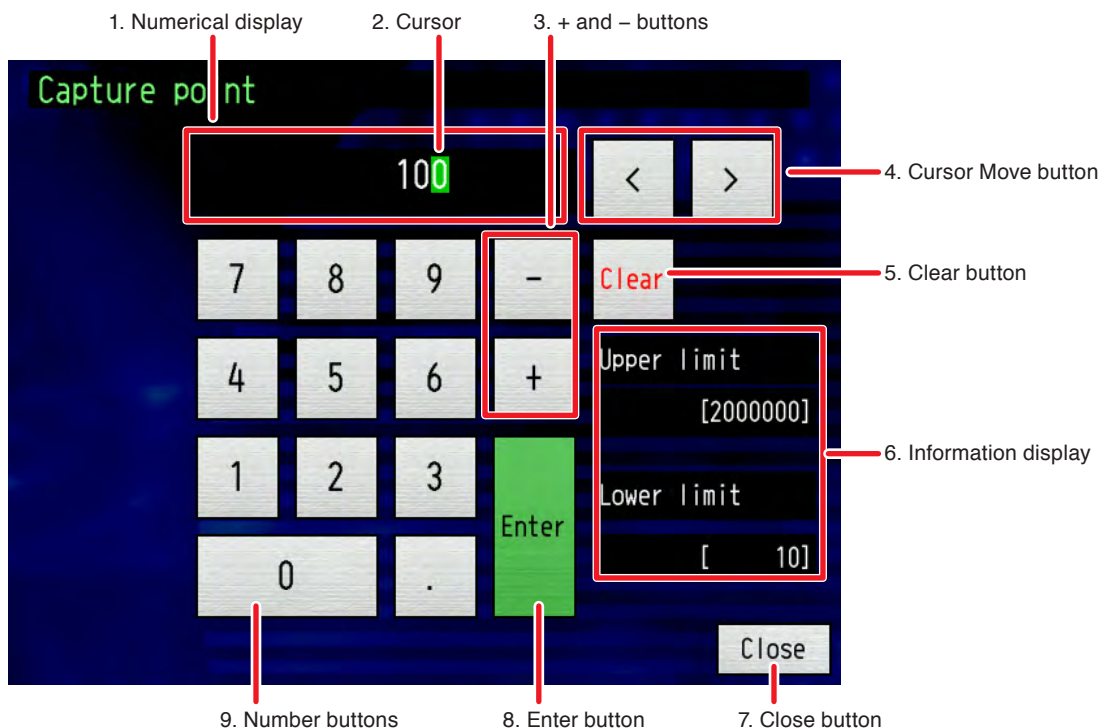 1. Numerical display 2. Cursor 3. + and − buttons
Capture point
100 < >
4. Cursor Move button
7 8 9 - Clear
5. Clear button
4 5 6 +
Upper limit
[2000000]
6. Information display
1 2 3 Enter
Lower limit
[ 10]
0 .
Close
9. Number buttons 8. Enter button 7. Close button